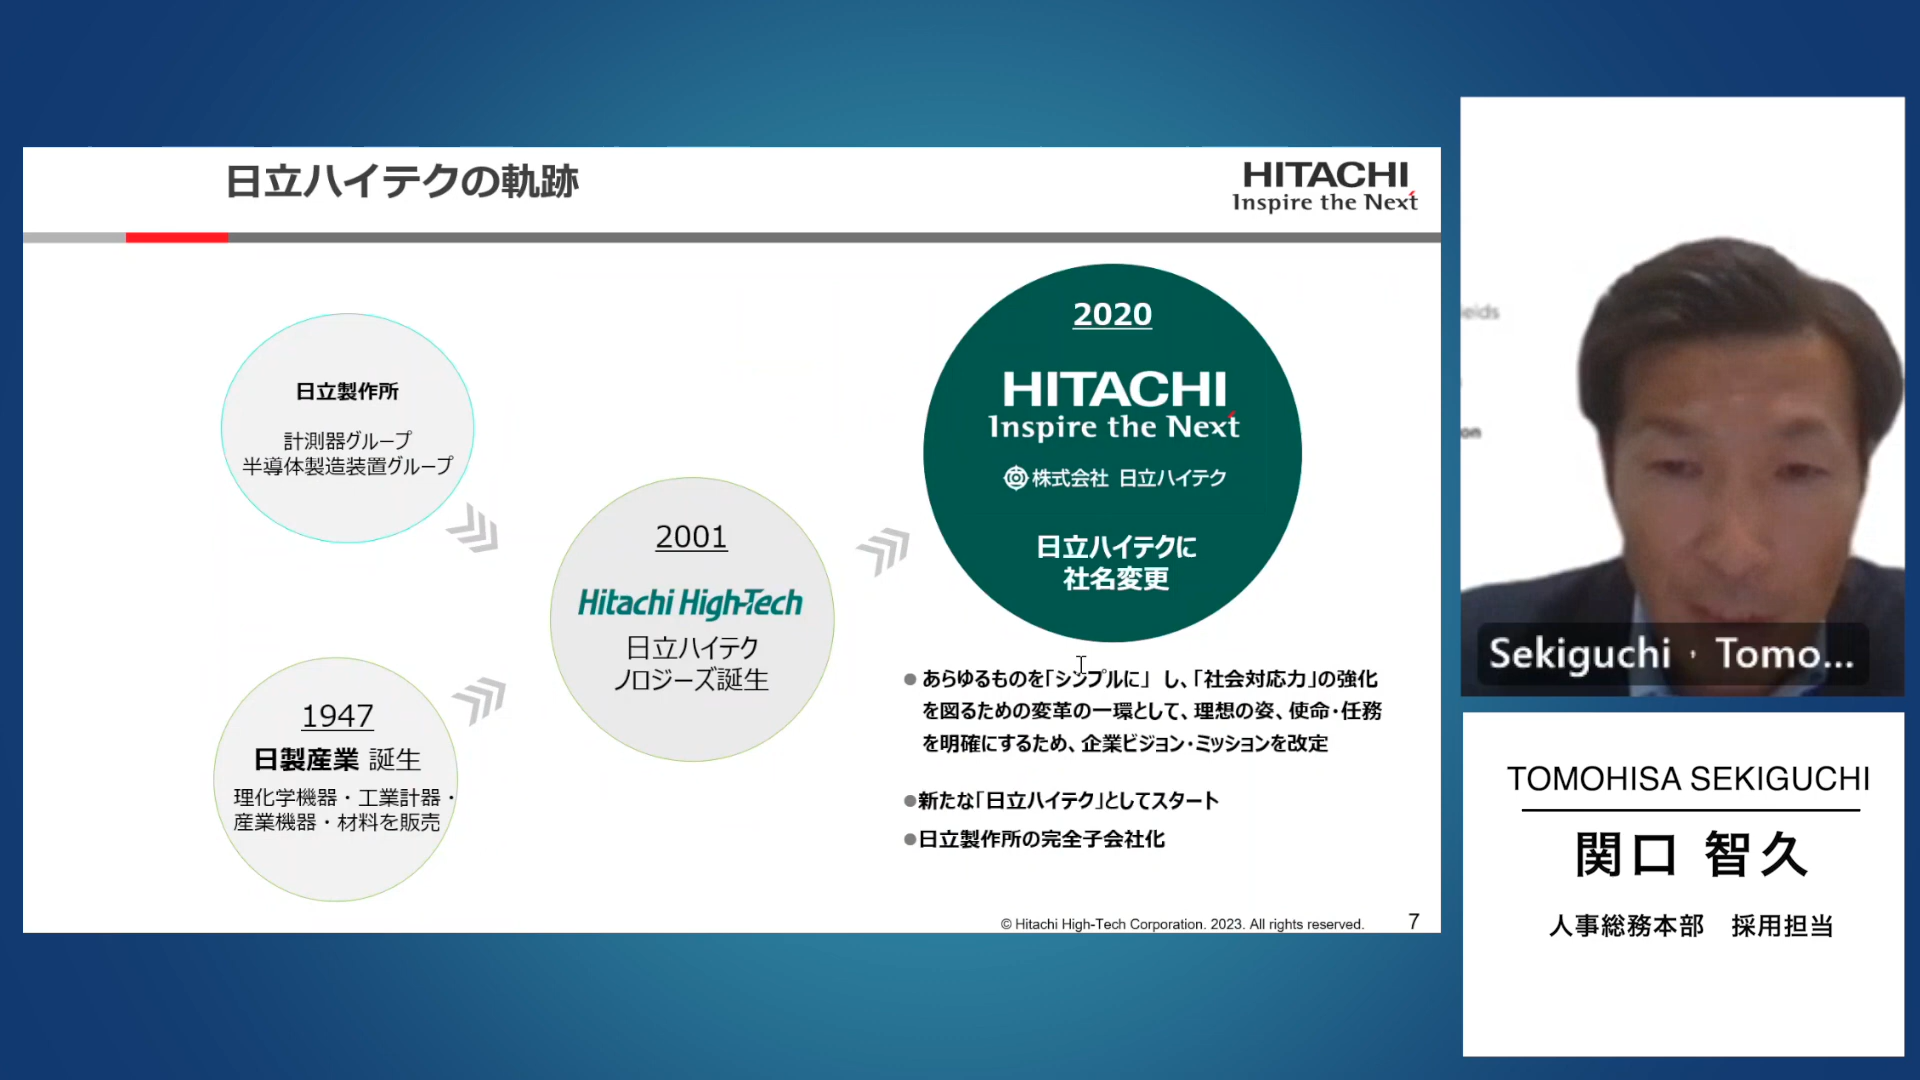 日立ハイテクの軌跡
HITACHI
Inspire the Next
日立製作所
計測器グループ
半導体製造装置グループ
1947
日製産業 誕生
理化学機器・工業計器・
産業機器・材料を販売
2001
Hitachi High-Tech
日立ハイテク
ノロジーズ誕生
2020
HITACHI
Inspire the Next
株式会社 日立ハイテク
日立ハイテクに
社名変更
●あらゆるものを「シンプルに」し、「社会対応力」の強化
を図るための変革の一環として、理想の姿、使命・任務
を明確にするため、企業ビジョン・ミッションを改定
●新たな「日立ハイテク」としてスタート
●日立製作所の完全子会社化
© Hitachi High-Tech Corporation. 2023. All rights reserved.
7
Sekiguchi・Tomo...
TOMOHISA SEKIGUCHI
関口 智久
人事総務本部 採用担当